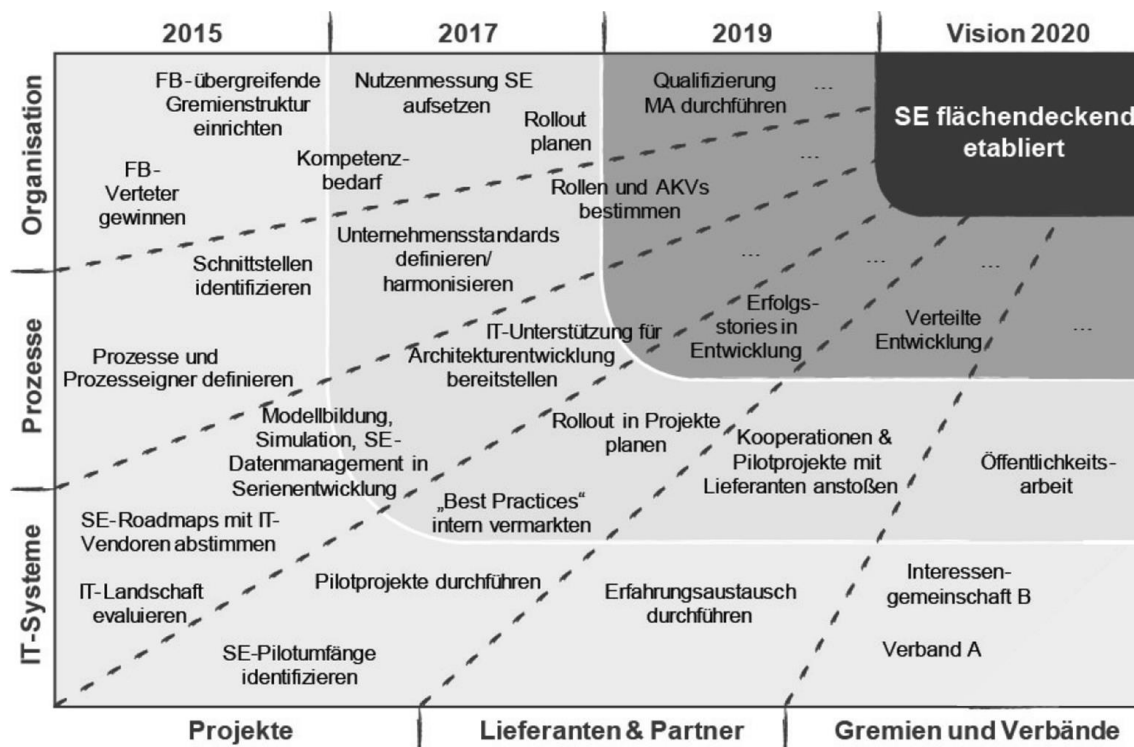 2015
2017
2019
Vision 2020
Organisation
Prozesse
IT-Systeme
FB-übergreifende
Gremienstruktur
einrichten
FB-
Verteter
gewinnen
Kompetenz-
bedarf
Nutzenmessung SE
aufsetzen
Rollout
planen
Qualifizierung
MA durchführen
...
...
SE flächendeckend
etabliert
Rollen und AKVs
bestimmen
Schnittstellen
identifizieren
Unternehmensstandards
definieren/
harmonisieren
...
...
...
Prozesse und
Prozesseigner definieren
IT-Unterstützung für
Architekturentwicklung
bereitstellen
Erfolgs-
stories in
Entwicklung
Verteilte
Entwicklung
...
Modellbildung,
Simulation, SE-
Datenmanagement in
Serienentwicklung
Rollout in Projekte
planen
Kooperationen &
Pilotprojekte mit
Lieferanten anstoßen
Öffentlichkeits-
arbeit
SE-Roadmaps mit IT-
Vendoren abstimmen
„Best Practices“
intern vermarkten
IT-Landschaft
evaluieren
Pilotprojekte durchführen
Erfahrungsaustausch
durchführen
Interessen-
gemeinschaft B
SE-Pilotumfänge
identifizieren
Verband A
Projekte
Lieferanten & Partner
Gremien und Verbände